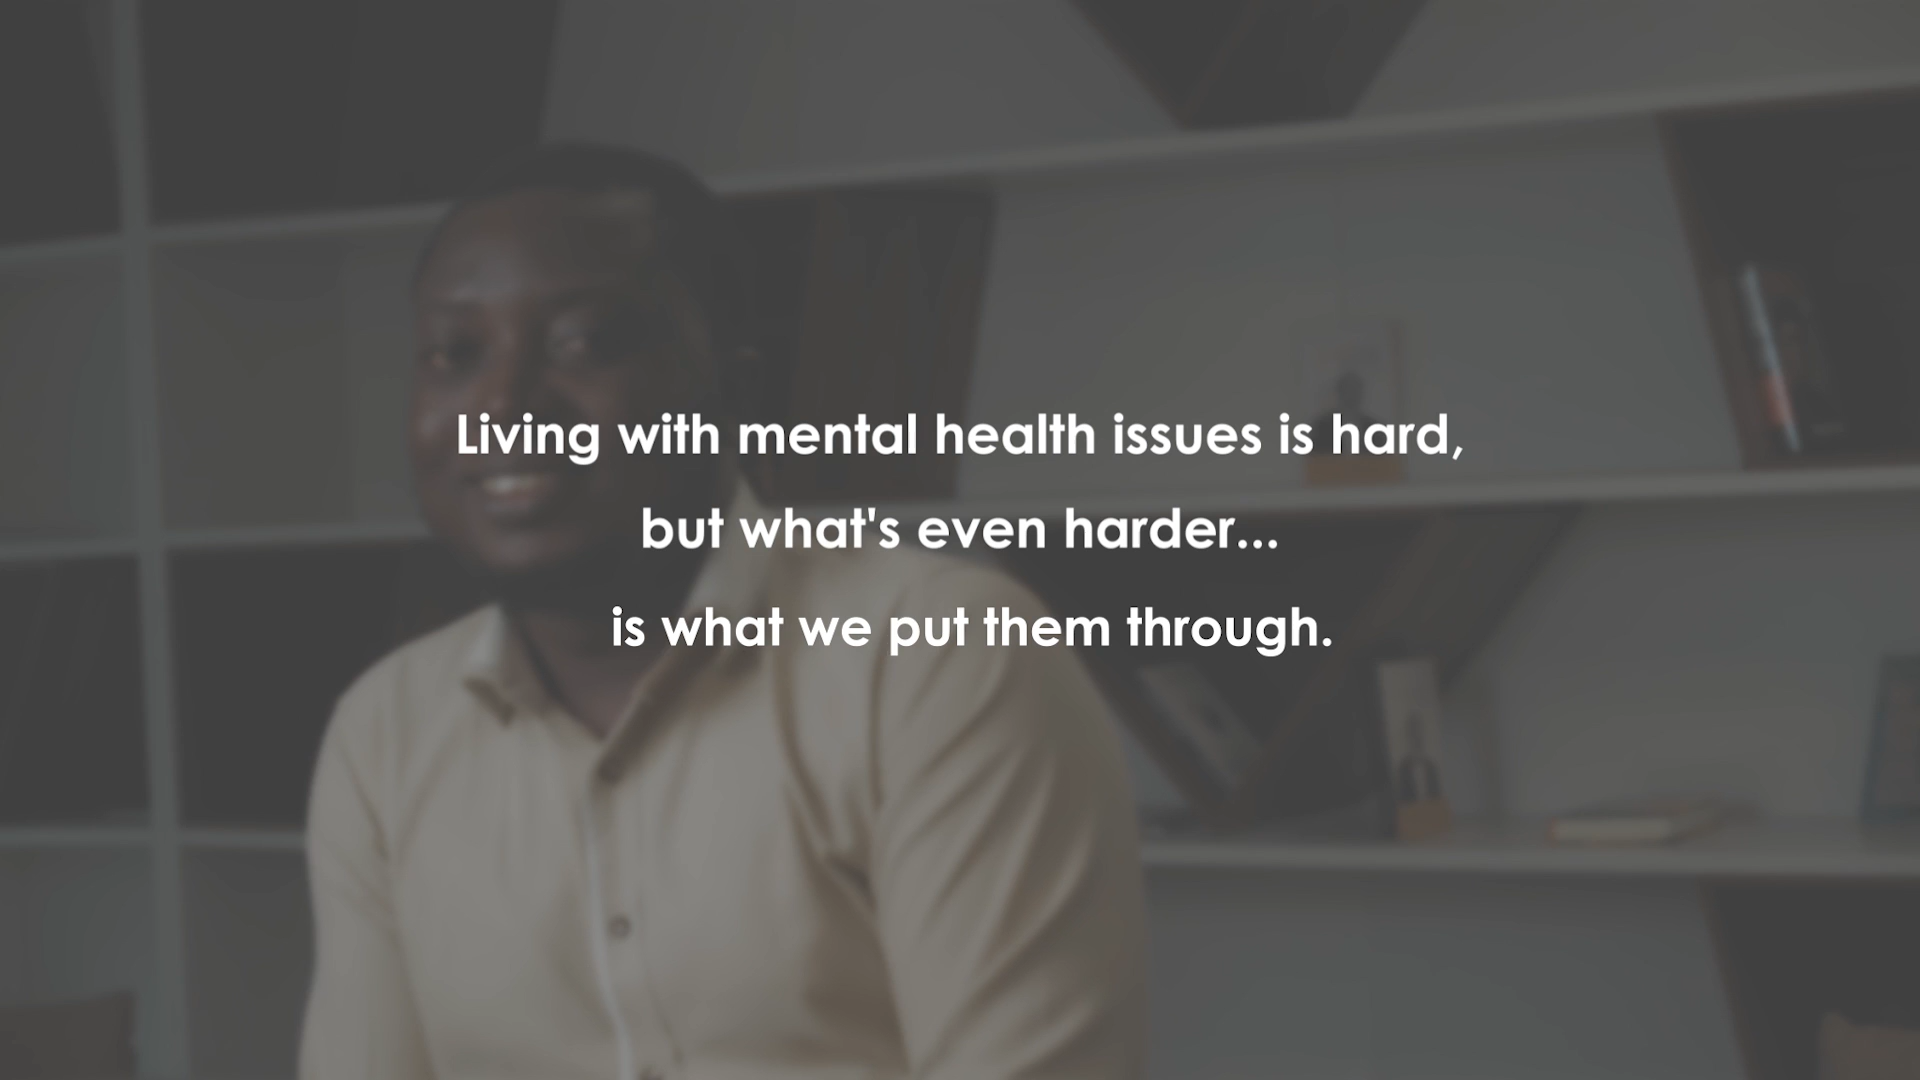 Living with mental health issues is hard,
but what's even harder...
is what we put them through.